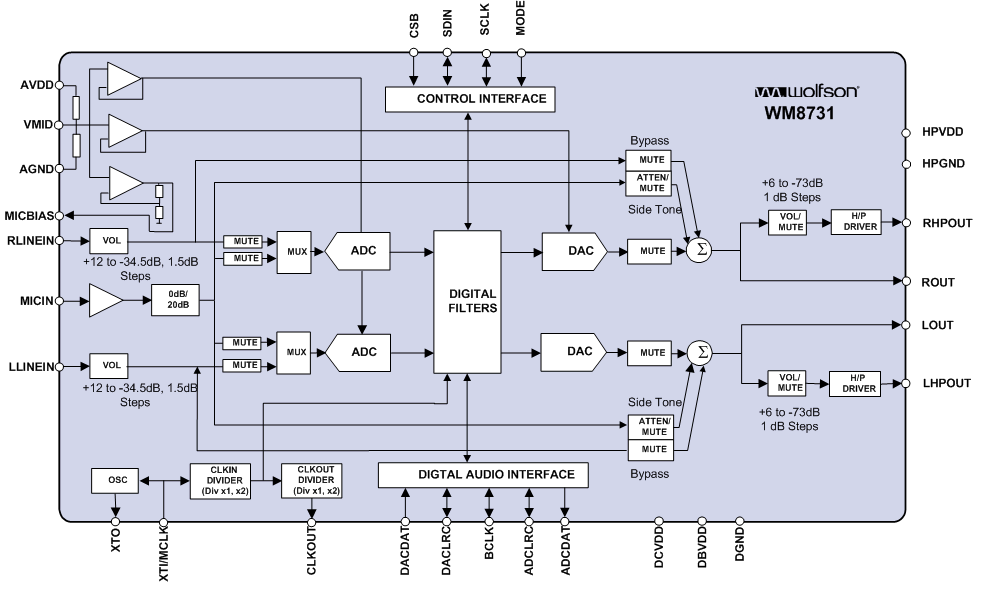 CSB
SDIN
SCLK
MODE
AVDD
VMID
AGND
MICBIAS
RLINEIN
MICIN
LLINEIN
CONTROL INTERFACE
wolfson
WM8731
HPVDD
HPGND
RHPOUT
ROUT
LOUT
LHPOUT
Bypass
MUTE
ATTEN/
MUTE
Side Tone
+6 to -73dB
1 dB Steps
VOL/
MUTE
H/P
DRIVER
VOL
+12 to -34.5dB, 1.5dB
Steps
MUTE
MUTE
MUX
ADC
DIGITAL
FILTERS
DAC
MUTE
Σ
0dB/
20dB
VOL
+12 to -34.5dB, 1.5dB
Steps
MUTE
MUTE
MUX
ADC
DAC
MUTE
Σ
VOL/
MUTE
H/P
DRIVER
+6 to -73dB
1 dB Steps
Side Tone
ATTEN/
MUTE
MUTE
Bypass
OSC
CLKIN
DIVIDER
(Div x1, x2)
CLKOUT
DIVIDER
(Div x1, x2)
DIGTAL AUDIO INTERFACE
XTO
XTI/MCLK
CLKOUT
DACDAT
DACLRC
BCLK
ADCLRC
ADCDAT
DCVDD
DBVDD
DGND